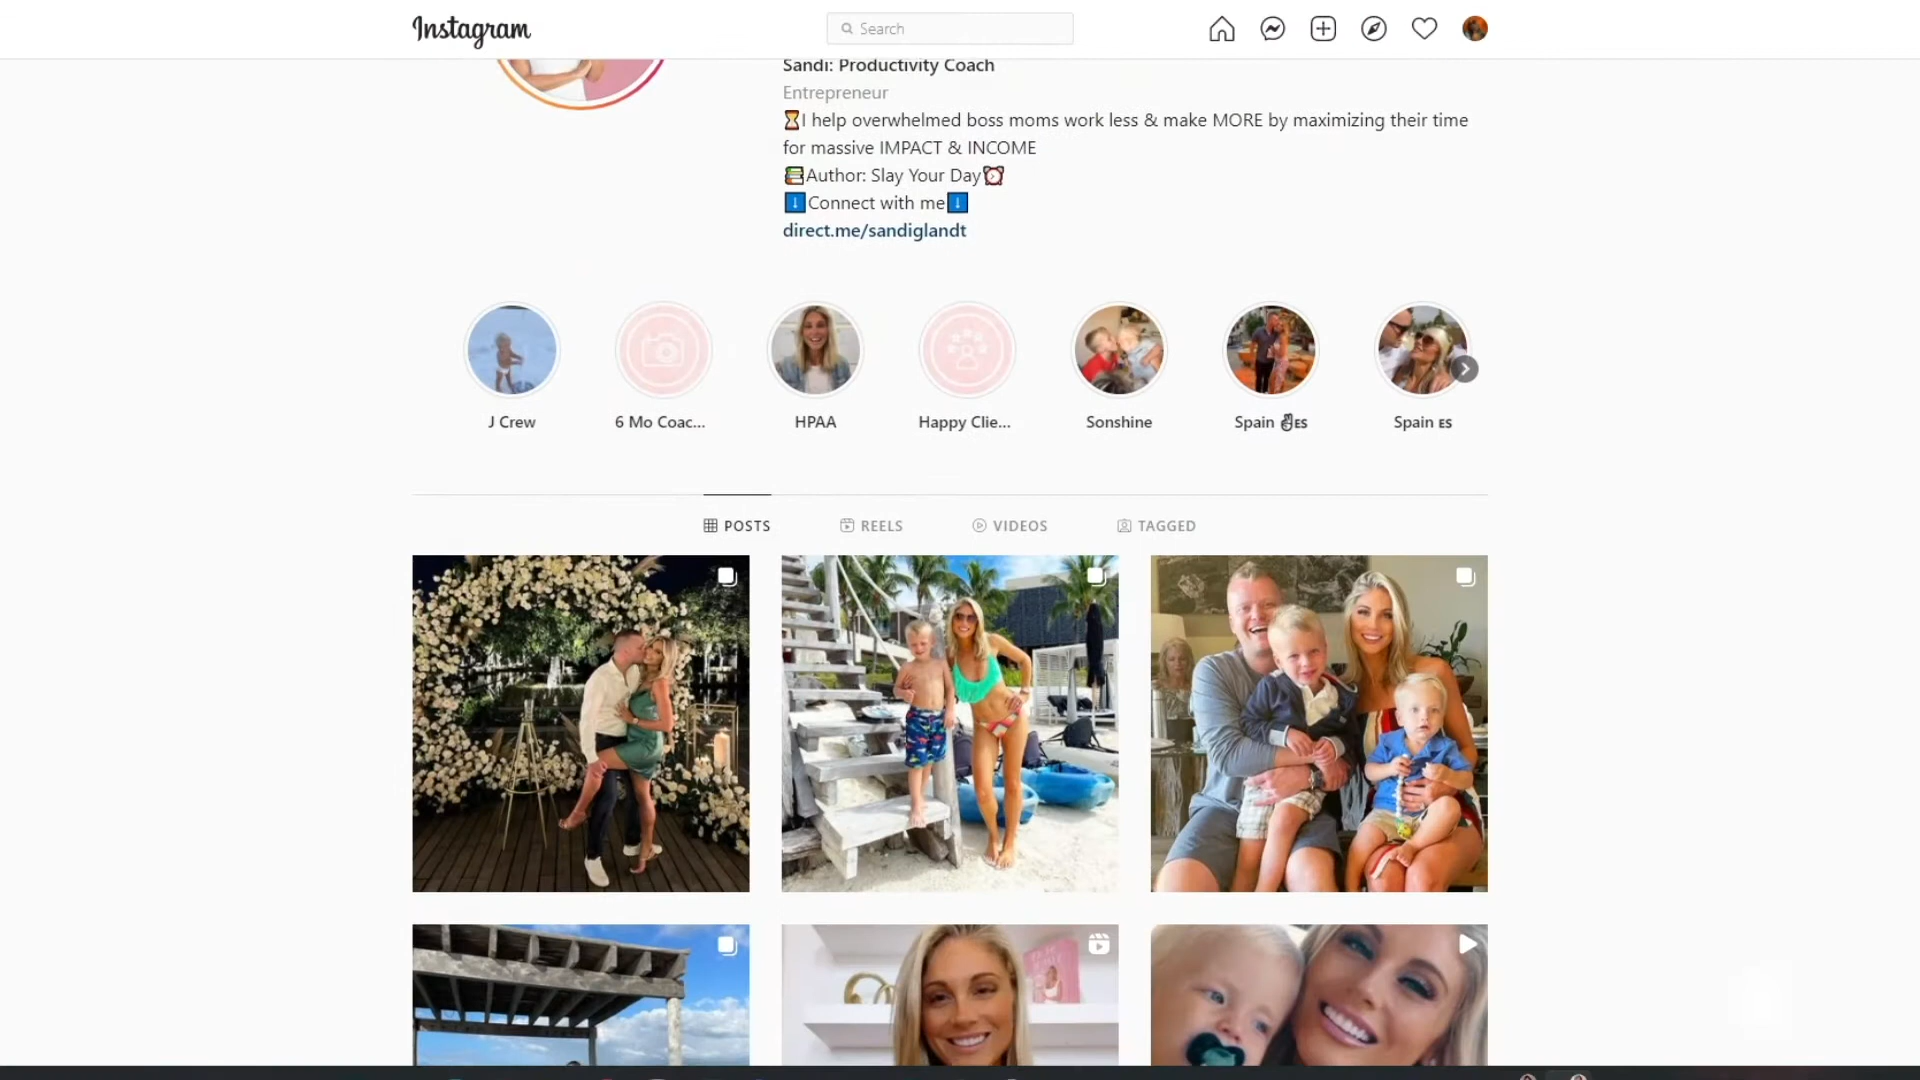 Instagram
Search
Sandi: Productivity Coach
Entrepreneur
⏳I help overwhelmed boss moms work less & make MORE by maximizing their time
for massive IMPACT & INCOME
📚Author: Slay Your Day⏰
⬇️Connect with me⬇️
direct.me/sandiglandt
J Crew
6 Mo Coac...
HPAA
Happy Clie...
Sonshine
Spain ✌🏼ES
Spain ES
POSTS
REELS
VIDEOS
TAGGED